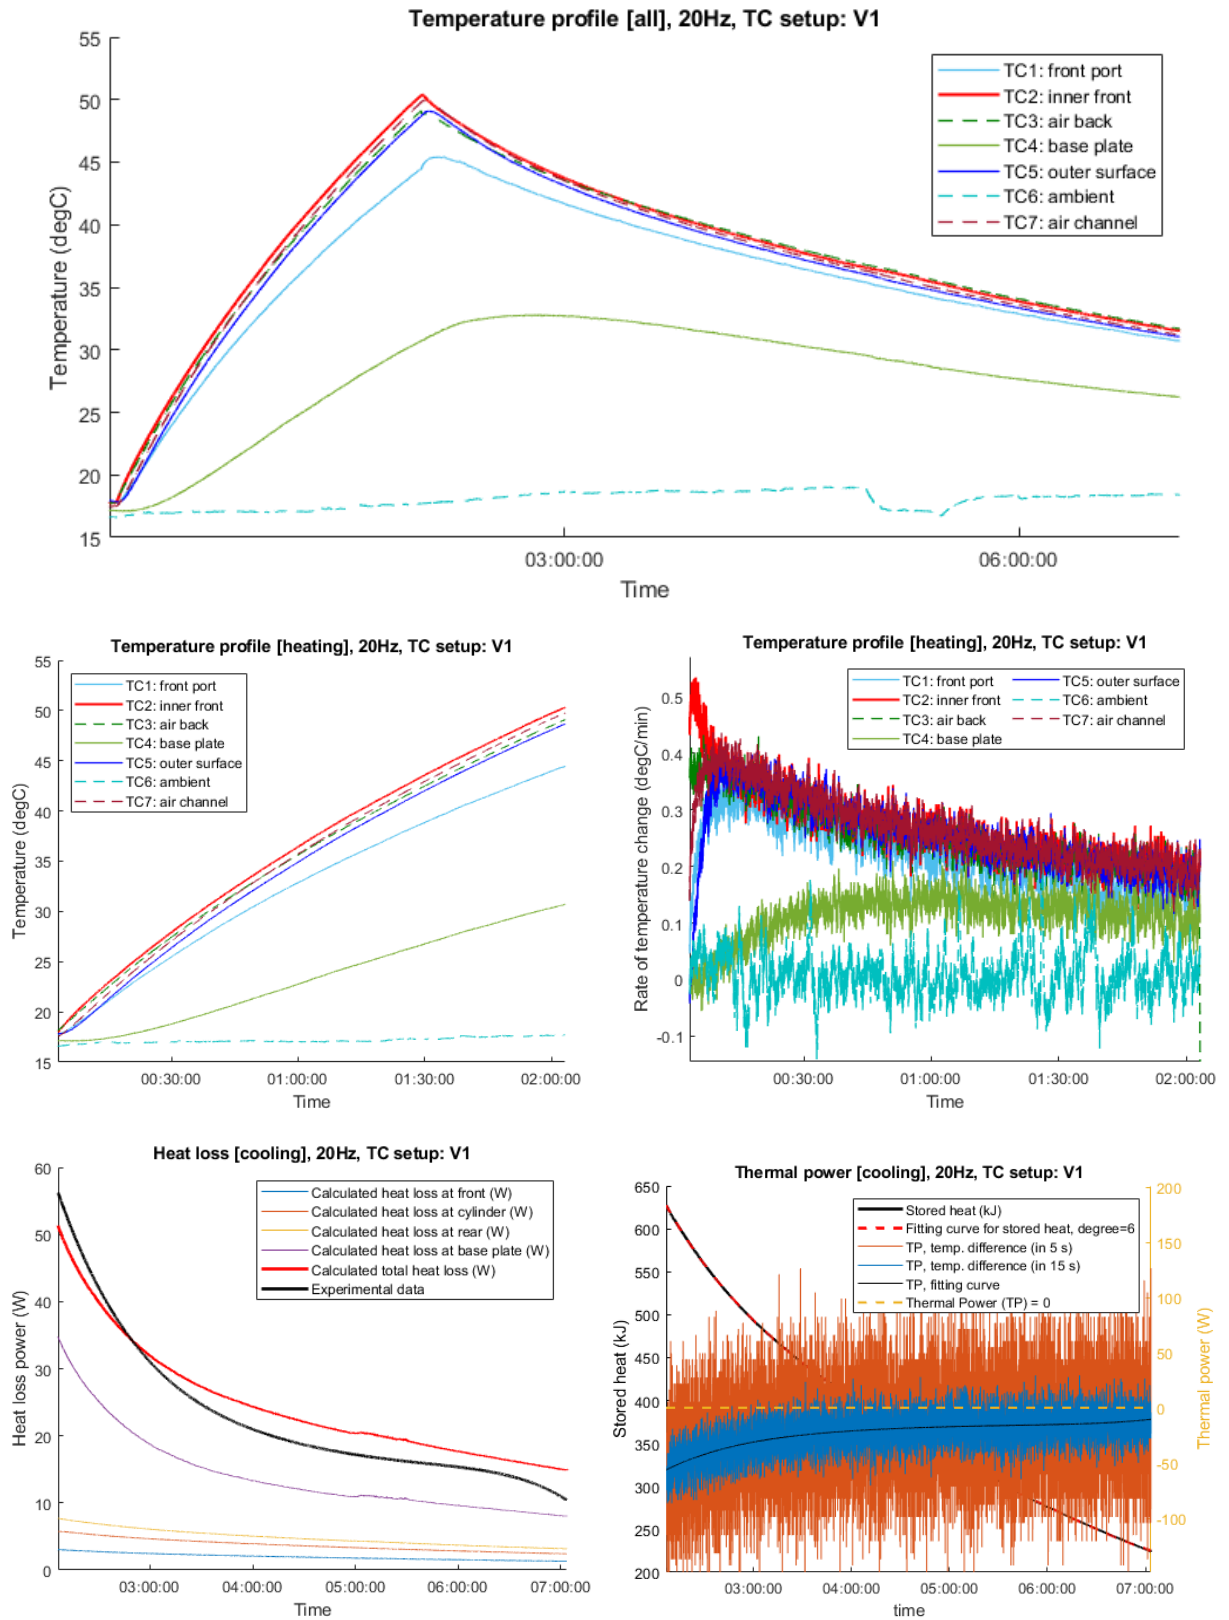 Temperature profile [all], 20Hz, TC setup: V1
55
50
45
40
35
30
25
20
15
Temperature (degC)
TC1: front port
TC2: inner front
TC3: air back
TC4: base plate
TC5: outer surface
TC6: ambient
TC7: air channel
03:00:00
06:00:00
Time
Temperature profile [heating], 20Hz, TC setup: V1
55
50
45
40
35
30
25
20
15
Temperature (degC)
TC1: front port
TC2: inner front
TC3: air back
TC4: base plate
TC5: outer surface
TC6: ambient
TC7: air channel
00:30:00
01:00:00
01:30:00
02:00:00
Time
Temperature profile [heating], 20Hz, TC setup: V1
0.5
0.4
0.3
0.2
0.1
0
-0.1
Rate of temperature change (degC/min)
TC1: front port
TC2: inner front
TC3: air back
TC4: base plate
TC5: outer surface
TC6: ambient
TC7: air channel
00:30:00
01:00:00
01:30:00
02:00:00
Time
Heat loss [cooling], 20Hz, TC setup: V1
60
50
40
30
20
10
0
Heat loss power (W)
Calculated heat loss at front (W)
Calculated heat loss at cylinder (W)
Calculated heat loss at rear (W)
Calculated heat loss at base plate (W)
Calculated total heat loss (W)
Experimental data
03:00:00
04:00:00
05:00:00
06:00:00
07:00:00
Time
Thermal power [cooling], 20Hz, TC setup: V1
650
600
550
500
450
400
350
300
250
200
Stored heat (kJ)
Stored heat (kJ)
Fitting curve for stored heat, degree=6
TP, temp. difference (in 5 s)
TP, temp. difference (in 15 s)
TP, fitting curve
Thermal Power (TP) = 0
200
150
100
50
0
-50
-100
Thermal power (W)
03:00:00
04:00:00
05:00:00
06:00:00
07:00:00
time